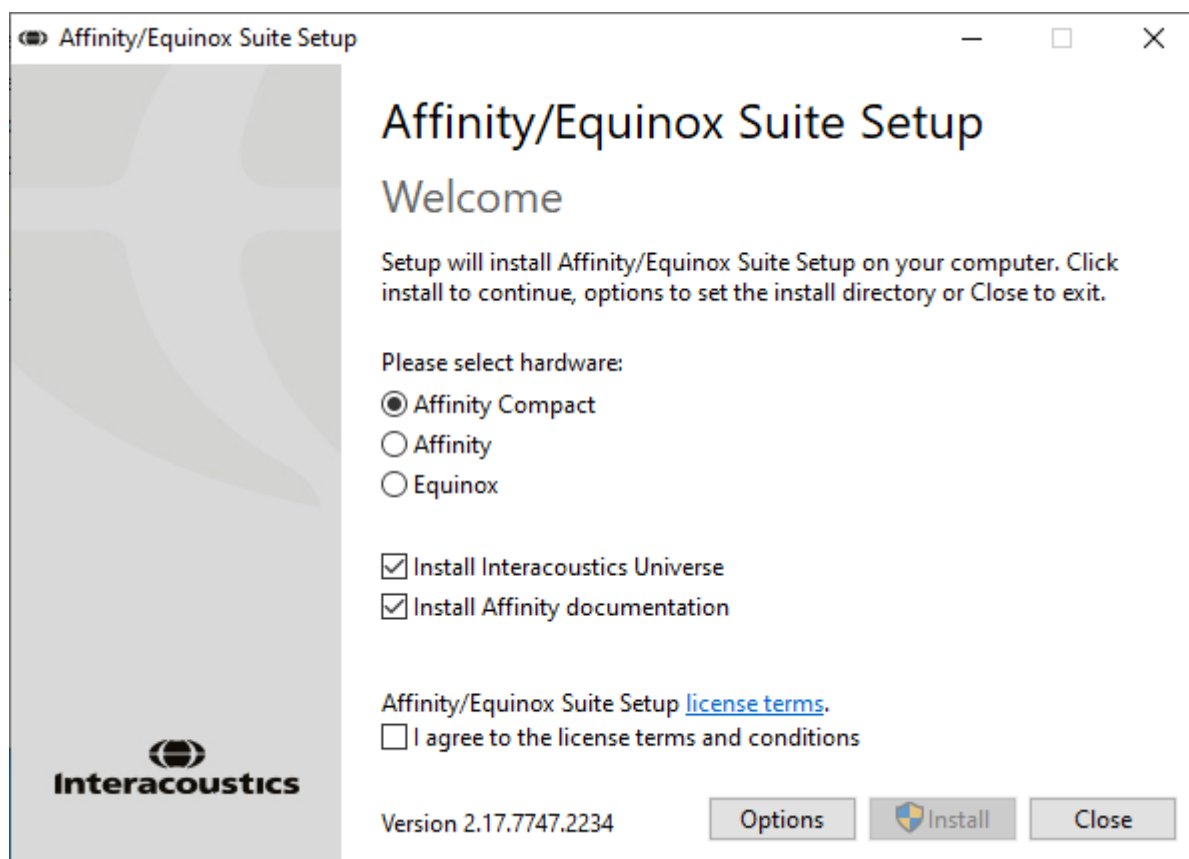 Affinity/Equinox Suite Setup
Affinity/Equinox Suite Setup
Welcome
Setup will install Affinity/Equinox Suite Setup on your computer. Click
install to continue, options to set the install directory or Close to exit.
Please select hardware:
Affinity Compact
Affinity
Equinox
Install Interacoustics Universe
Install Affinity documentation
Affinity/Equinox Suite Setup license terms.
I agree to the license terms and conditions
Interacoustics
Version 2.17.7747.2234
Options
Install
Close